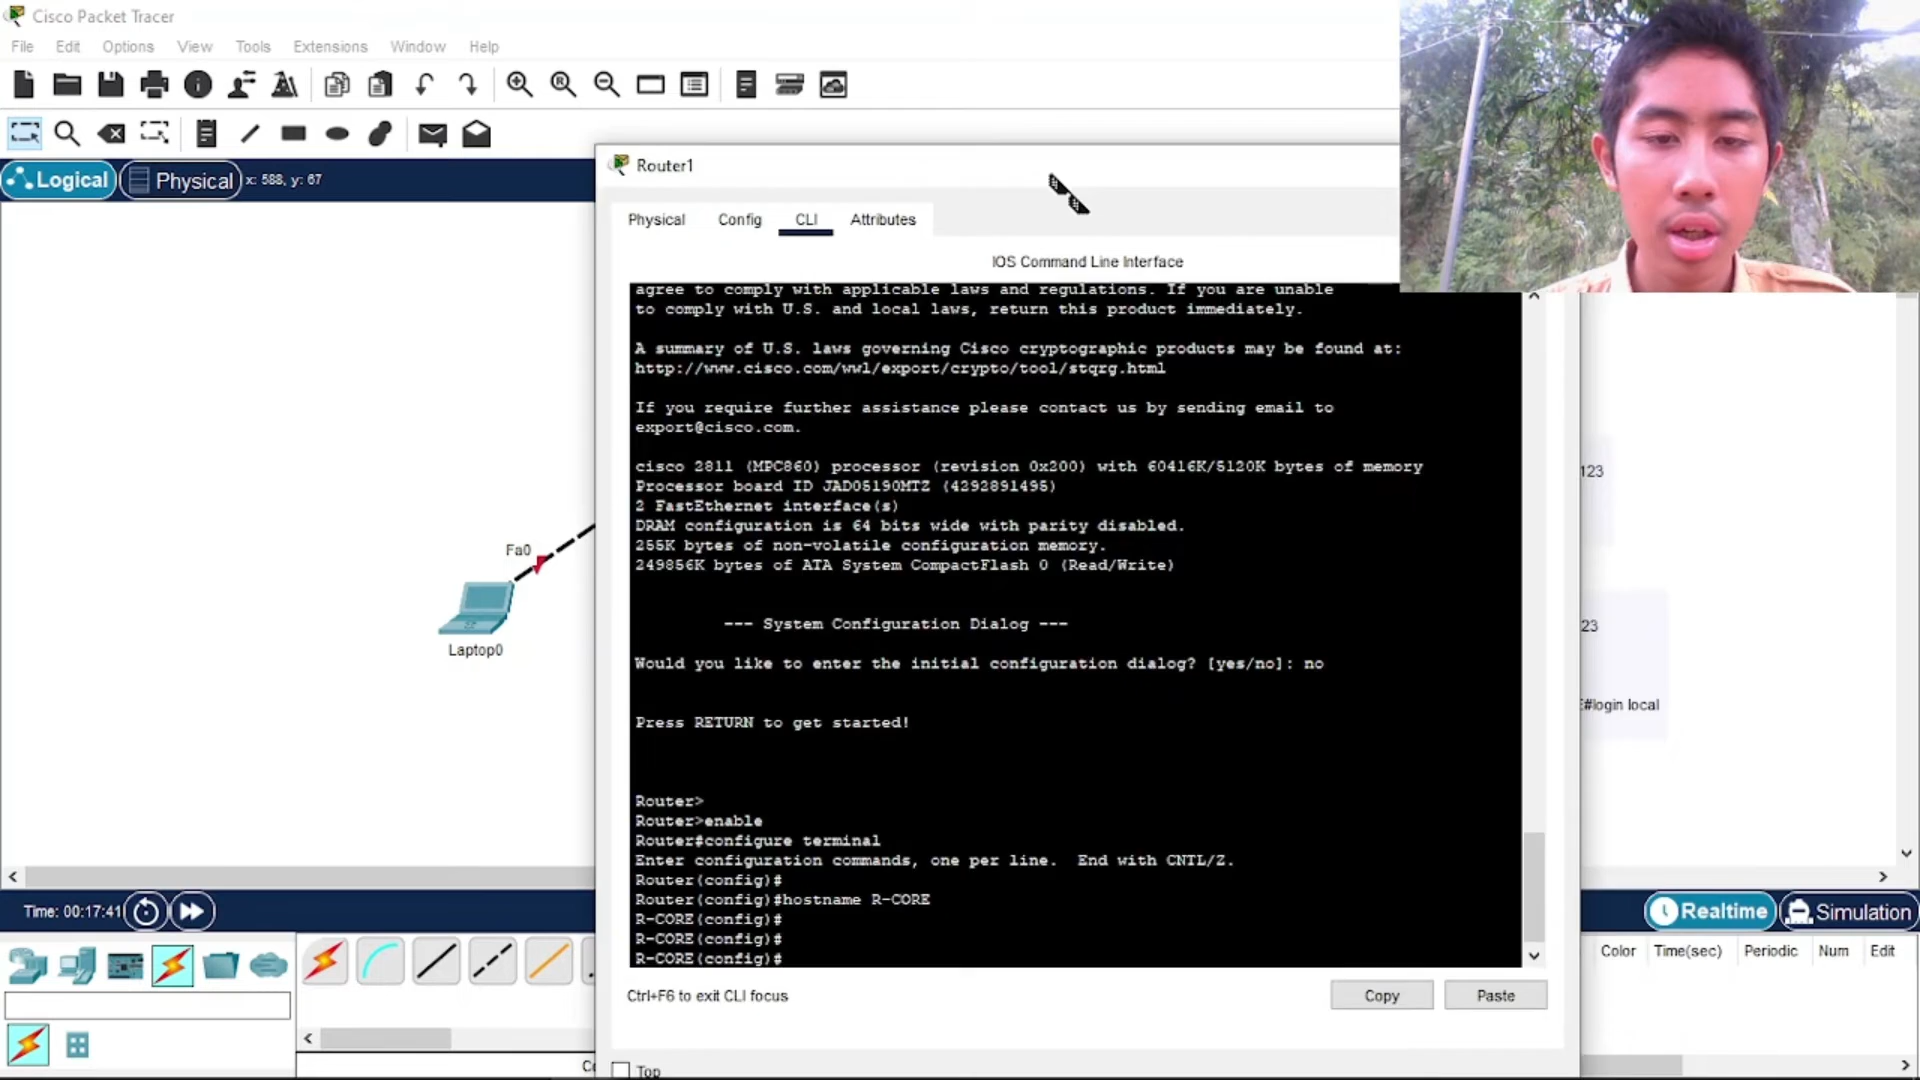 Cisco Packet Tracer
File Edit Options View Tools Extensions Window Help
Logical
Physical
x: 588, y: 67
Router1
Physical Config CLI Attributes
IOS Command Line Interface
agree to comply with applicable laws and regulations. If you are unable
to comply with U.S. and local laws, return this product immediately.
A summary of U.S. laws governing Cisco cryptographic products may be found at:
http://www.cisco.com/wwl/export/crypto/tool/stqrg.html
If you require further assistance please contact us by sending email to
export@cisco.com.
cisco 2811 (MPC860) processor (revision 0x200) with 60416K/5120K bytes of memory
Processor board ID JAD05190MTZ (4292891495)
2 FastEthernet interface(s)
DRAM configuration is 64 bits wide with parity disabled.
255K bytes of non-volatile configuration memory.
249856K bytes of ATA System CompactFlash 0 (Read/Write)
--- System Configuration Dialog ---
Would you like to enter the initial configuration dialog? [yes/no]: no
Press RETURN to get started!
Router>
Router>enable
Router#configure terminal
Enter configuration commands, one per line.  End with CNTL/Z.
Router(config)#
Router(config)#hostname R-CORE
R-CORE(config)#
R-CORE(config)#
R-CORE(config)#
Ctrl+F6 to exit CLI focus
Copy
Paste
Top
Fa0
Laptop0
123
23
#login local
Time: 00:17:41
Realtime
Simulation
Color Time(sec) Periodic Num Edit